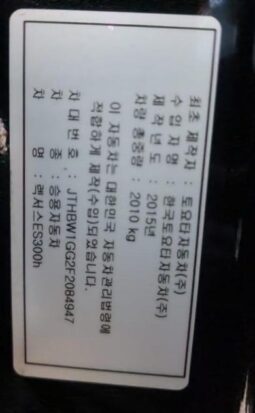 최초 제작자 : 토요타자동차(주)
수 입 자 명 : 한국토요타자동차(주)
제 작 년 도 : 2015년
차량 총중량 : 2010 kg
이 자동차는 대한민국 자동차관리법령에
적합하게 제작(수입)되었습니다.
차 대 번 호 : JTHBW1GG2F2084947
차 종 : 승용자동차
차 명 : 렉서스ES300h